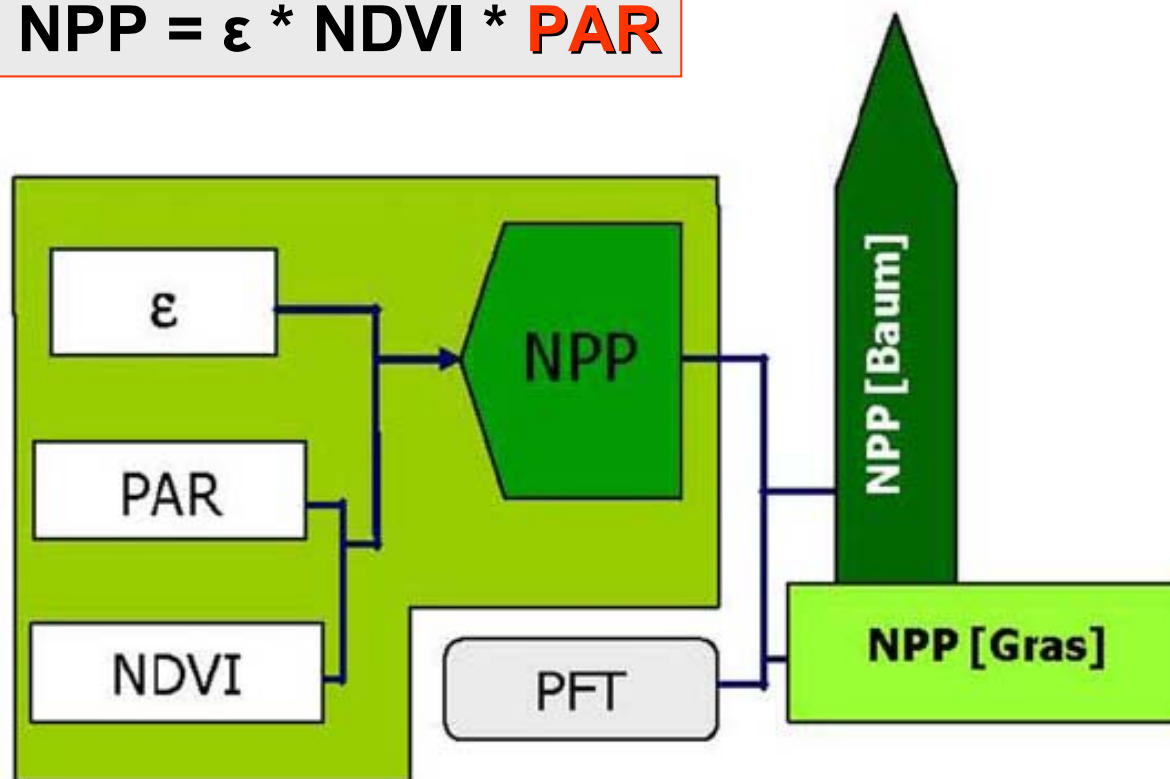 NPP = ε * NDVI * PAR
ε
NPP
PAR
NDVI
PFT
NPP [Baum]
NPP [Gras]